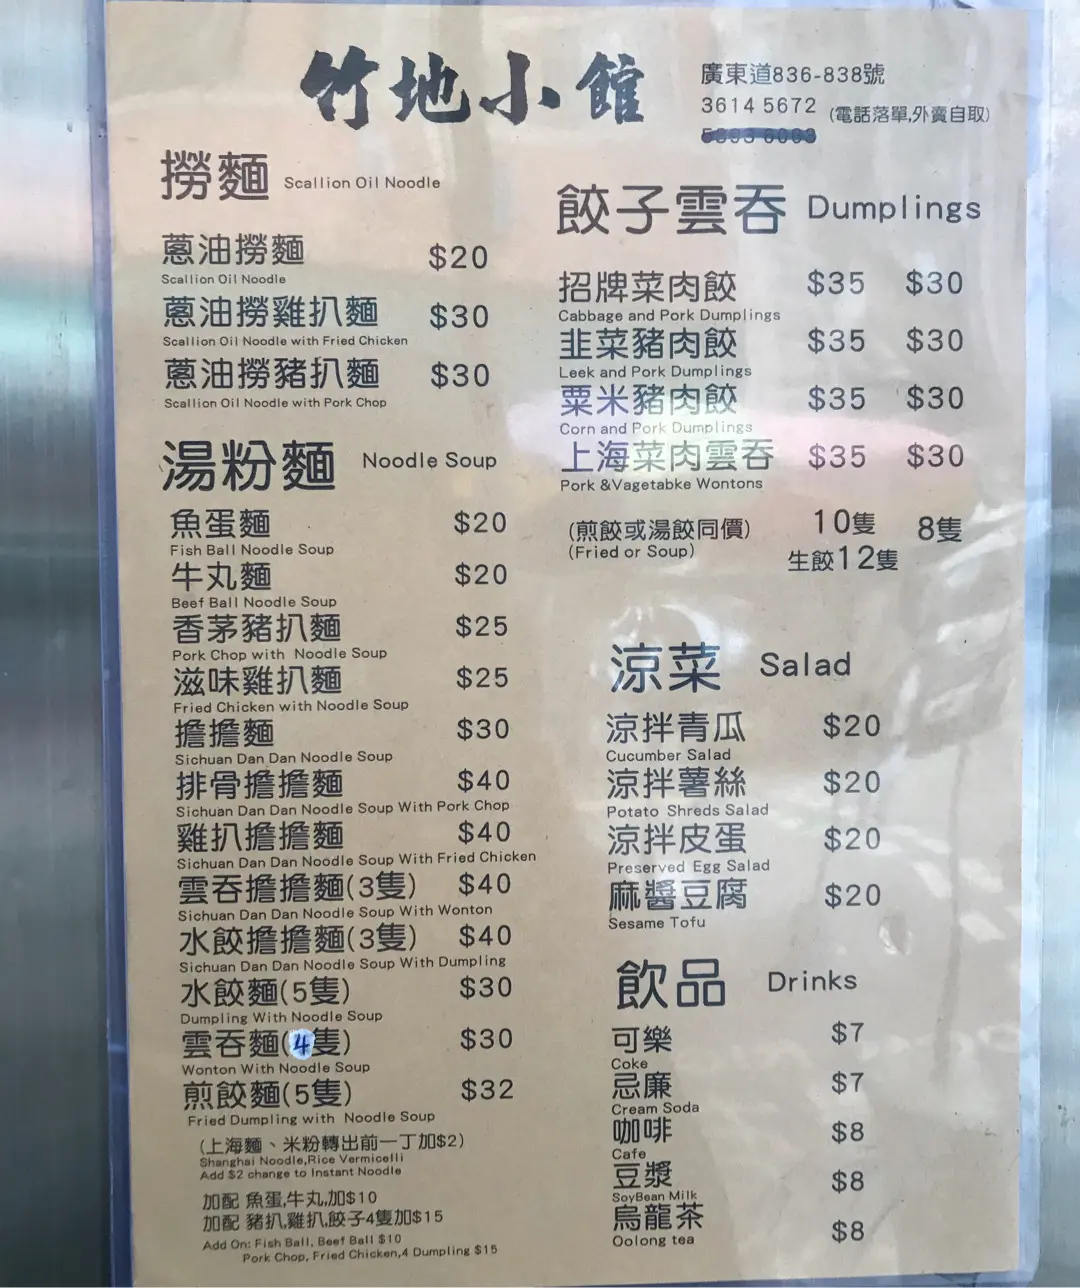 竹地小館
廣東道836-838號
3614 5672 (電話落單,外賣自取)
撈麵 Scallion Oil Noodle
蔥油撈麵 $20
Scallion Oil Noodle
蔥油撈雞扒麵 $30
Scallion Oil Noodle with Fried Chicken
蔥油撈豬扒麵 $30
Scallion Oil Noodle with Pork Chop
湯粉麵 Noodle Soup
魚蛋麵 $20
Fish Ball Noodle Soup
牛丸麵 $20
Beef Ball Noodle Soup
香茅豬扒麵 $25
Pork Chop with Noodle Soup
滋味雞扒麵 $25
Fried Chicken with Noodle Soup
擔擔麵 $30
Sichuan Dan Dan Noodle Soup
排骨擔擔麵 $40
Sichuan Dan Dan Noodle Soup With Pork Chop
雞扒擔擔麵 $40
Sichuan Dan Dan Noodle Soup With Fried Chicken
雲吞擔擔麵(3隻) $40
Sichuan Dan Dan Noodle Soup With Wonton
水餃擔擔麵(3隻) $40
Sichuan Dan Dan Noodle Soup With Dumpling
水餃麵(5隻) $30
Dumpling With Noodle Soup
雲吞麵(4隻) $30
Wonton With Noodle Soup
煎餃麵(5隻) $32
Fried Dumpling with Noodle Soup
(上海麵、米粉轉出前一丁加$2)
Shanghai Noodle,Rice Vermicelli
Add $2 change to Instant Noodle
加配 魚蛋,牛丸,加$10
加配 豬扒,雞扒,餃子4隻加$15
Add On: Fish Ball, Beef Ball $10
Pork Chop, Fried Chicken,4 Dumpling $15
餃子雲吞 Dumplings
招牌菜肉餃 $35 $30
Cabbage and Pork Dumplings
韭菜豬肉餃 $35 $30
Leek and Pork Dumplings
粟米豬肉餃 $35 $30
Corn and Pork Dumplings
上海菜肉雲吞 $35 $30
Pork &Vagetabke Wontons
(煎餃或湯餃同價) 10隻 8隻
(Fried or Soup) 生餃12隻
涼菜 Salad
涼拌青瓜 $20
Cucumber Salad
涼拌薯絲 $20
Potato Shreds Salad
涼拌皮蛋 $20
Preserved Egg Salad
麻醬豆腐 $20
Sesame Tofu
飲品 Drinks
可樂 $7
Coke
忌廉 $7
Cream Soda
咖啡 $8
Cafe
豆漿 $8
SoyBean Milk
烏龍茶 $8
Oolong tea